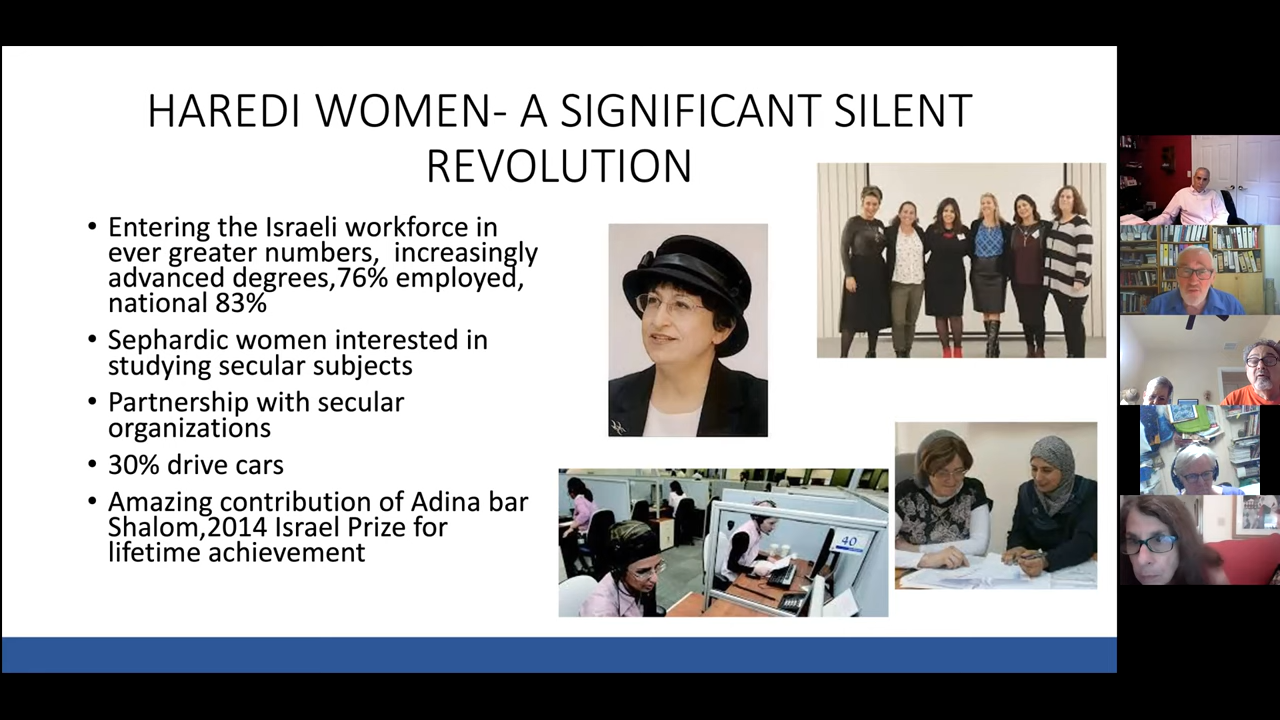 HAREDI WOMEN- A SIGNIFICANT SILENT
REVOLUTION
• Entering the Israeli workforce in
ever greater numbers, increasingly
advanced degrees,76% employed,
national 83%
• Sephardic women interested in
studying secular subjects
• Partnership with secular
organizations
• 30% drive cars
• Amazing contribution of Adina bar
Shalom,2014 Israel Prize for
lifetime achievement
40